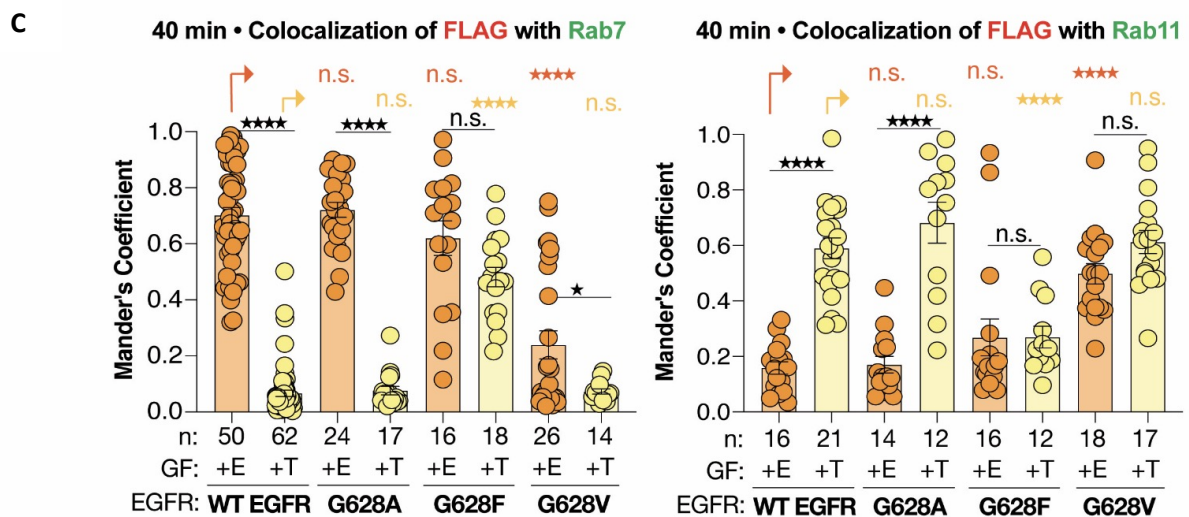 C
40 min • Colocalization of FLAG with Rab7
n.s. n.s. ★★★★
n.s. ★★★★ n.s.
★★★★ ★★★★ n.s.
★
Mander's Coefficient
1.0
0.8
0.6
0.4
0.2
0.0
n: 50 62 24 17 16 18 26 14
GF: +E +T +E +T +E +T +E +T
EGFR: WT EGFR G628A G628F G628V
40 min • Colocalization of FLAG with Rab11
n.s. n.s. ★★★★
n.s. ★★★★ n.s.
★★★★ n.s.
★★★★
n.s.
Mander's Coefficient
1.0
0.8
0.6
0.4
0.2
0.0
n: 16 21 14 12 16 12 18 17
GF: +E +T +E +T +E +T +E +T
EGFR: WT EGFR G628A G628F G628V